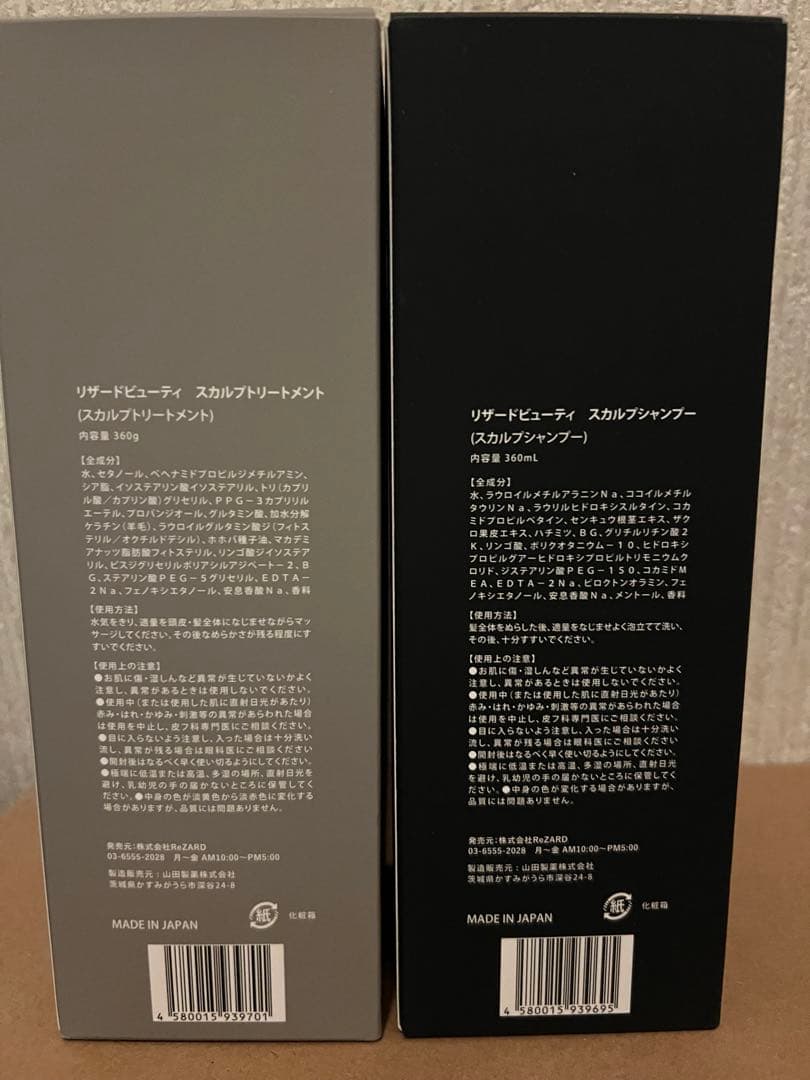 リザードビューティ　スカルプトリートメント
(スカルプトリートメント)
内容量 360g
【全成分】
水、セタノール、ベヘナミドプロピルジメチルアミン、
シア脂、イソステアリン酸イソステアリル、トリ（カプリ
ル酸／カプリン酸）グリセリル、ＰＰＧ－３カプリリル
エーテル、プロパンジオール、グルタミン酸、加水分解
ケラチン（羊毛）、ラウロイルグルタミン酸ジ（フィトス
テリル／オクチルドデシル）、ホホバ種子油、マカデミ
アナッツ脂肪酸フィトステリル、リンゴ酸ジイソステア
リル、ビスジグリセリルポリアシルアジペート－２、Ｂ
Ｇ、ステアリン酸ＰＥＧ－５グリセリル、ＥＤＴＡ－
２Ｎａ、フェノキシエタノール、安息香酸Ｎａ、香料
【使用方法】
水気をきり、適量を頭皮・髪全体になじませながらマッ
サージしてください。その後なめらかさが残る程度にす
すいでください。
【使用上の注意】
●お肌に傷・湿しんなど異常が生じていないかよく
注意し、異常があるときは使用しないでください。
●使用中（または使用した肌に直射日光があたり）
赤み・はれ・かゆみ・刺激等の異常があらわれた場合
は使用を中止し、皮フ科専門医にご相談ください。
●目に入らないよう注意し、入った場合は十分洗い
流し、異常が残る場合は眼科医にご相談ください。
●開封後はなるべく早く使い切るようにしてください。
●極端に低温または高温、多湿の場所、直射日光を
避け、乳幼児の手の届かないところに保管してく
ださい。●中身の色が淡黄色から淡赤色に変化する
場合がありますが、品質には問題ありません。
発売元：株式会社ReZARD
03-6555-2028　月～金 AM10:00～PM5:00
製造販売元：山田製薬株式会社
茨城県かすみがうら市深谷24-8
MADE IN JAPAN
紙
化粧箱
4 580015 939701
リザードビューティ　スカルプシャンプー
(スカルプシャンプー)
内容量 360mL
【全成分】
水、ラウロイルメチルアラニンＮａ、ココイルメチル
タウリンＮａ、ラウリルヒドロキシスルタイン、コカ
ミドプロピルベタイン、センキュウ根茎エキス、ザク
ロ果皮エキス、ハチミツ、ＢＧ、グリチルリチン酸２
Ｋ、リンゴ酸、ポリクオタニウム－１０、ヒドロキシ
プロピルグアーヒドロキシプロピルトリモニウムク
ロリド、ジステアリン酸ＰＥＧ－１５０、コカミドＭ
ＥＡ、ＥＤＴＡ－２Ｎａ、ピロクトンオラミン、フェ
ノキシエタノール、安息香酸Ｎａ、メントール、香料
【使用方法】
髪全体をぬらした後、適量をなじませよく泡立てて洗い、
その後、十分すすいでください。
【使用上の注意】
●お肌に傷・湿しんなど異常が生じていないかよく
注意し、異常があるときは使用しないでください。
●使用中（または使用した肌に直射日光があたり）
赤み・はれ・かゆみ・刺激等の異常があらわれた場合
は使用を中止し、皮フ科専門医にご相談ください。
●目に入らないよう注意し、入った場合は十分洗い
流し、異常が残る場合は眼科医にご相談ください。
●開封後はなるべく早く使い切るようにしてください。
●極端に低温または高温、多湿の場所、直射日光
を避け、乳幼児の手の届かないところに保管してく
ださい。●中身の色が変化する場合がありますが、
品質には問題ありません。
発売元：株式会社ReZARD
03-6555-2028　月～金 AM10:00～PM5:00
製造販売元：山田製薬株式会社
茨城県かすみがうら市深谷24-8
MADE IN JAPAN
紙
化粧箱
4 580015 939695